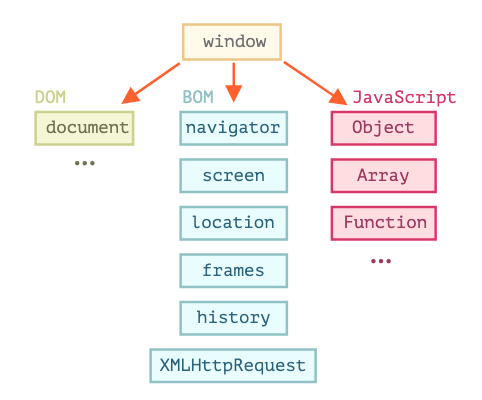 window
DOM
document
...
BOM
navigator
screen
location
frames
history
XMLHttpRequest
JavaScript
Object
Array
Function
...